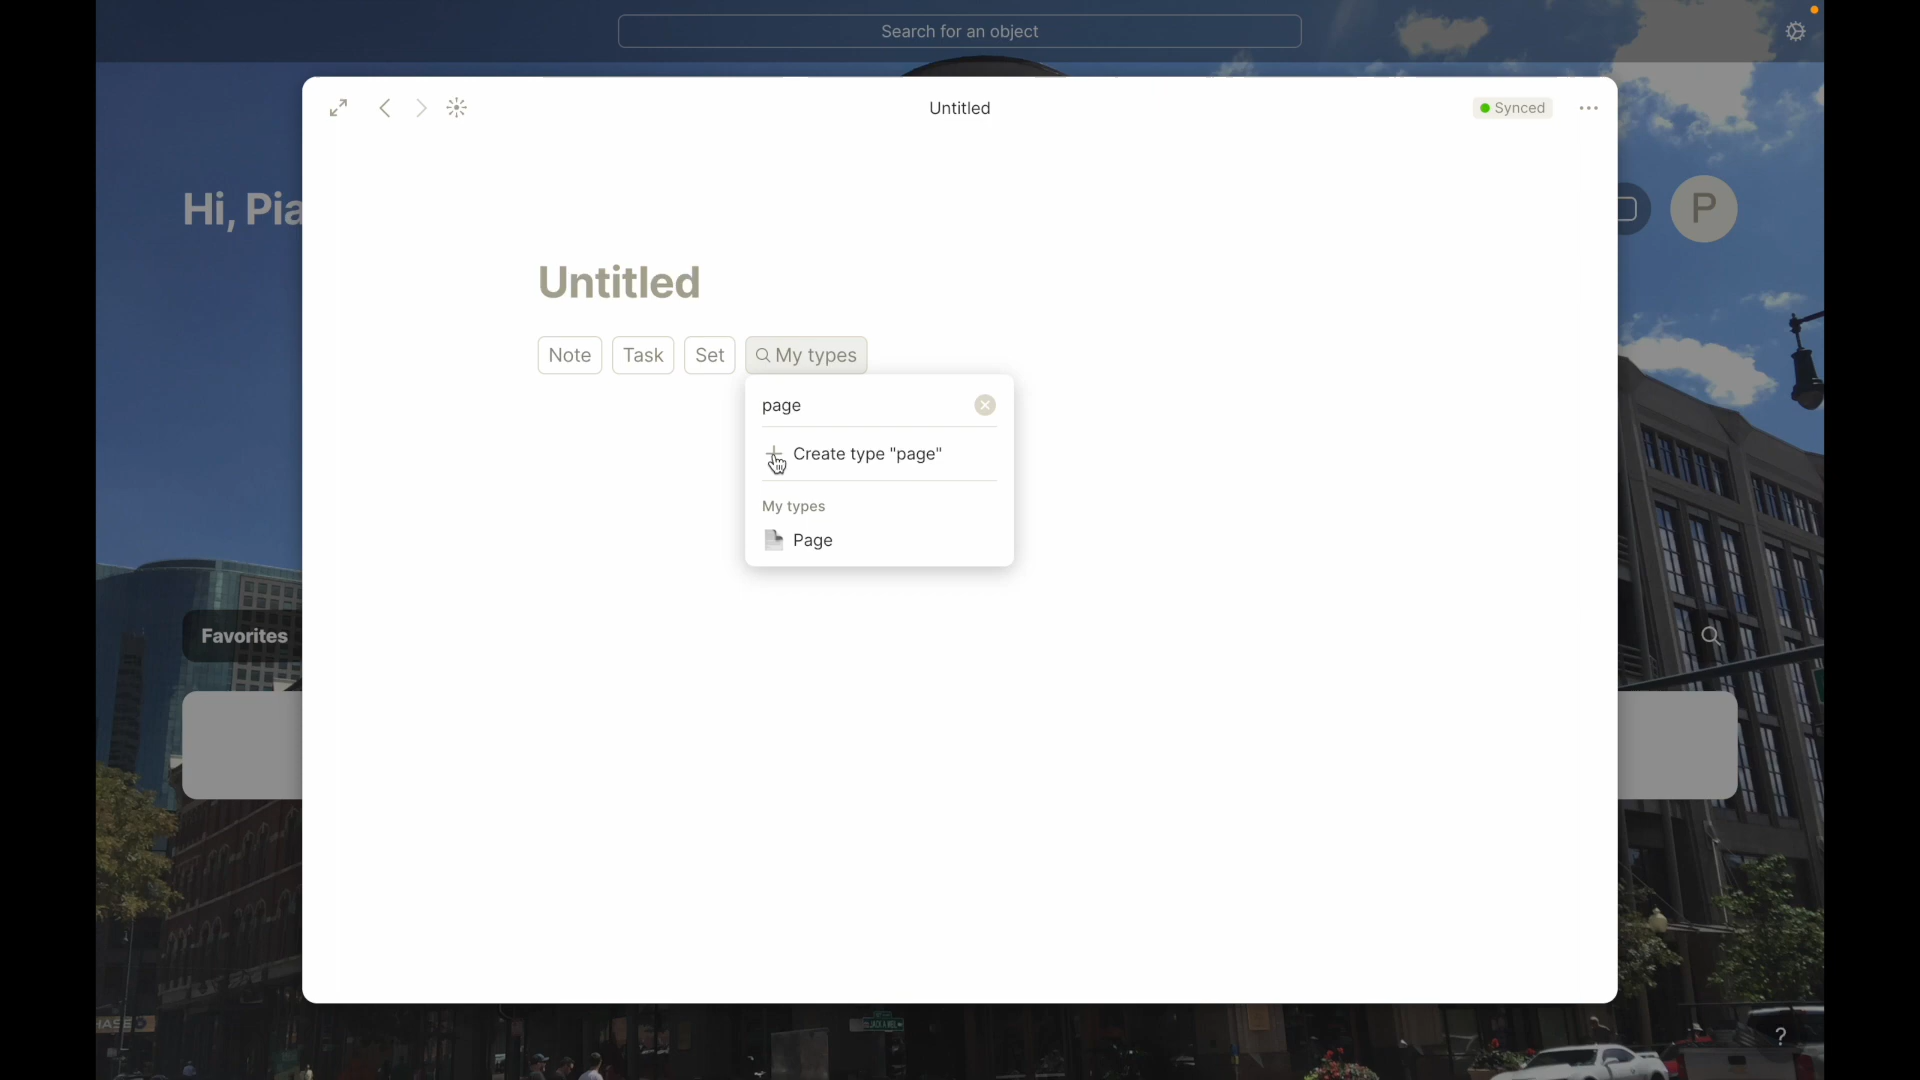 Search for an object
Untitled
Synced
Hi, Pia
P
Untitled
Note
Task
Set
My types
page
Create type "page"
My types
Page
Favorites
?